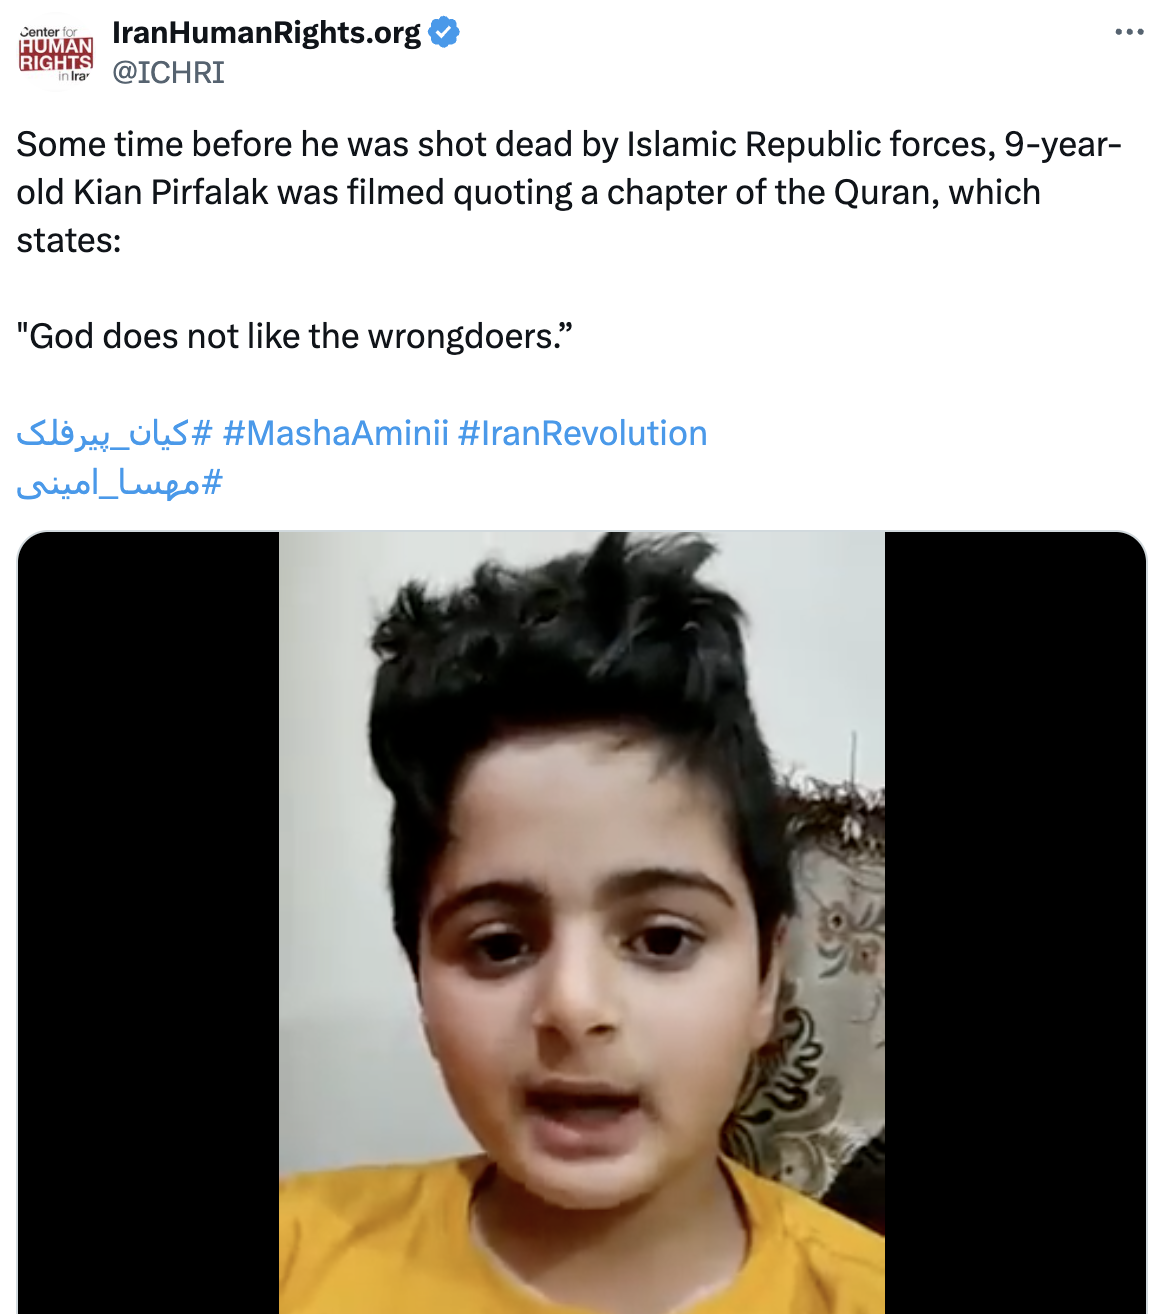 Center for
HUMAN
RIGHTS
in Iran
IranHumanRights.org
@ICHRI
Some time before he was shot dead by Islamic Republic forces, 9-year-
old Kian Pirfalak was filmed quoting a chapter of the Quran, which
states:
"God does not like the wrongdoers.”
#کیان_پیرفلک #MashaAminii #IranRevolution
#مهسا_امینی